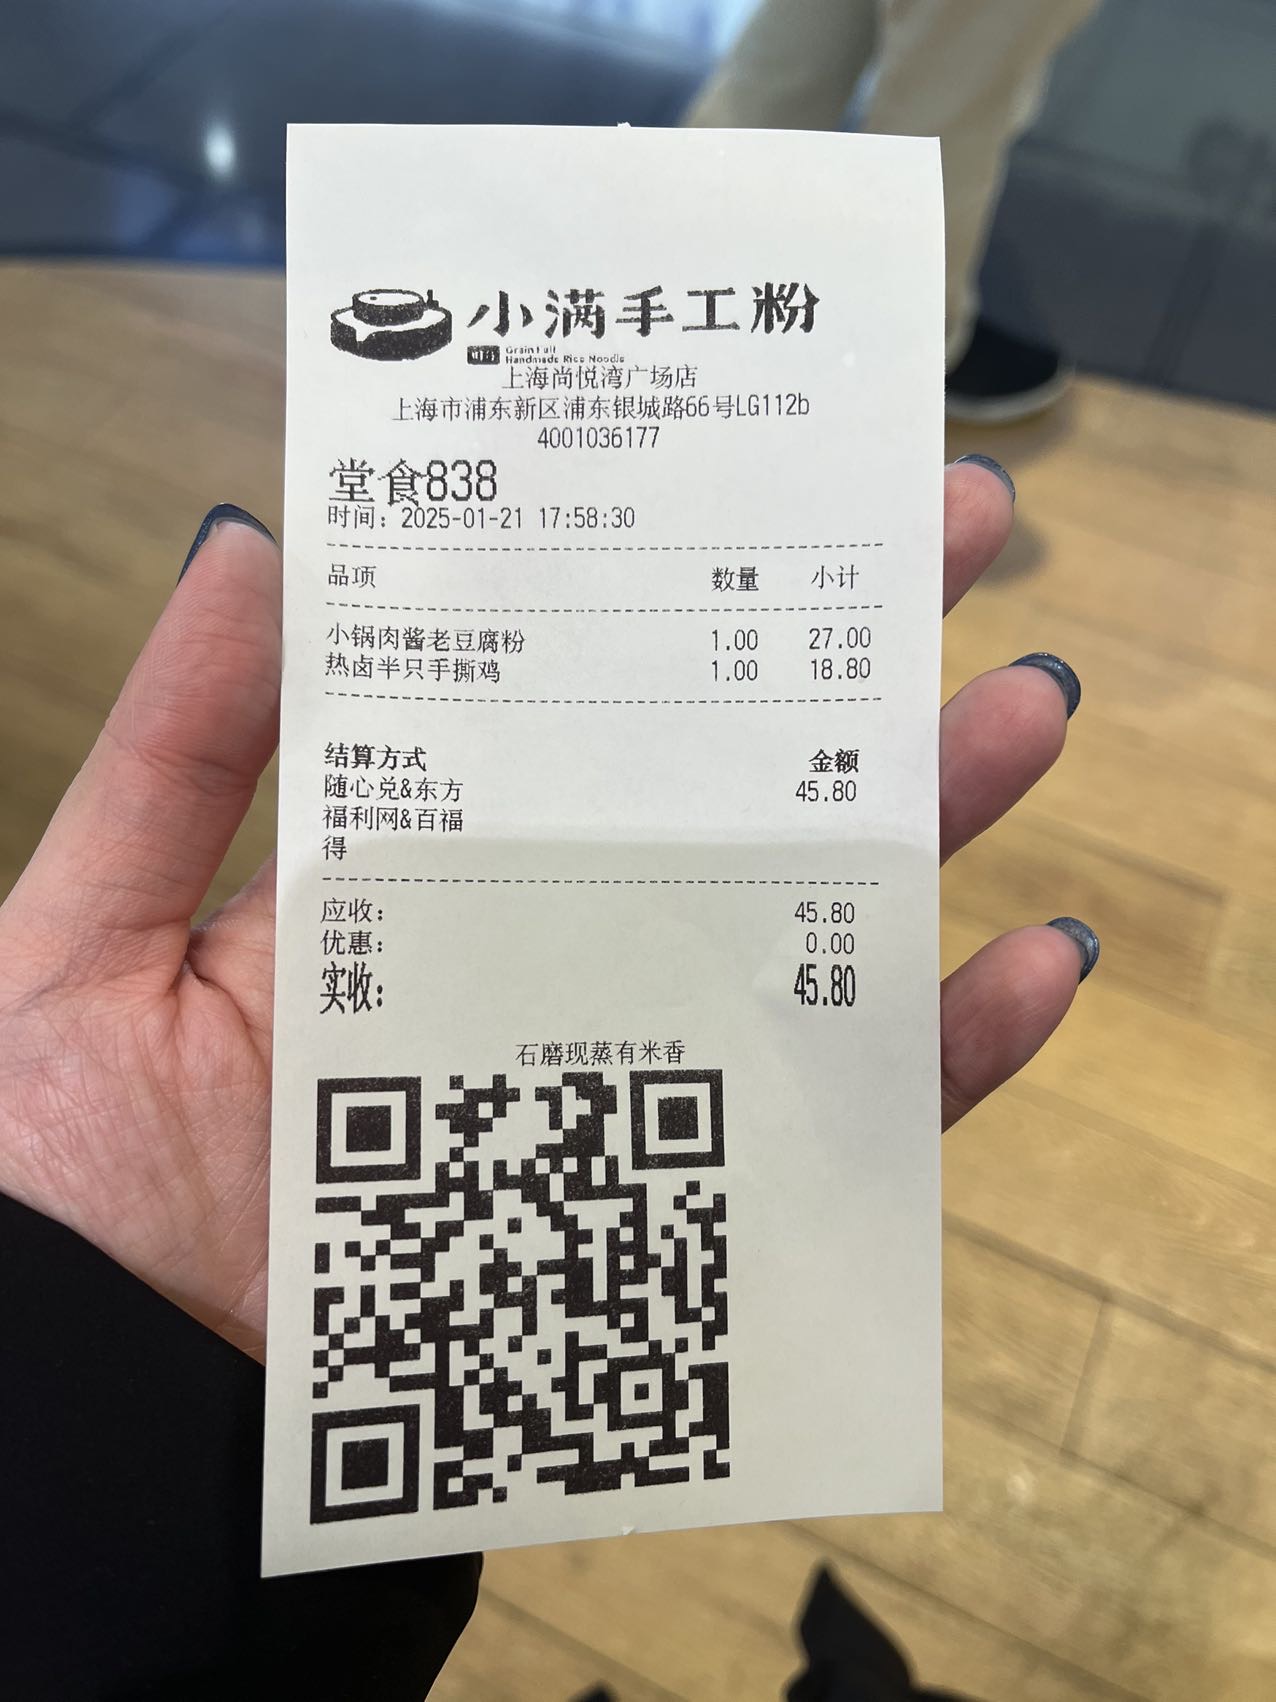 小满手工粉
Grain Full
Handmade Rice Noodle
上海尚悦湾广场店
上海市浦东新区浦东银城路66号LG112b
4001036177
堂食838
时间：2025-01-21 17:58:30
品项 数量 小计
小锅肉酱老豆腐粉 1.00 27.00
热卤半只手撕鸡 1.00 18.80
结算方式 金额
随心兑&东方 45.80
福利网&百福
得
应收： 45.80
优惠： 0.00
实收： 45.80
石磨现蒸有米香